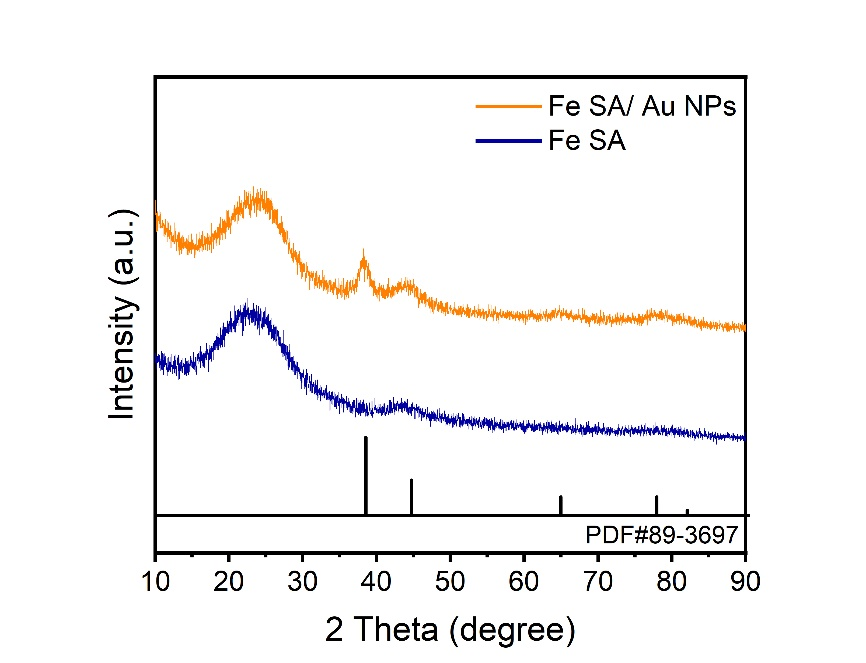 Fe SA/ Au NPs
Fe SA
Intensity (a.u.)
PDF#89-3697
10 20 30 40 50 60 70 80 90
2 Theta (degree)